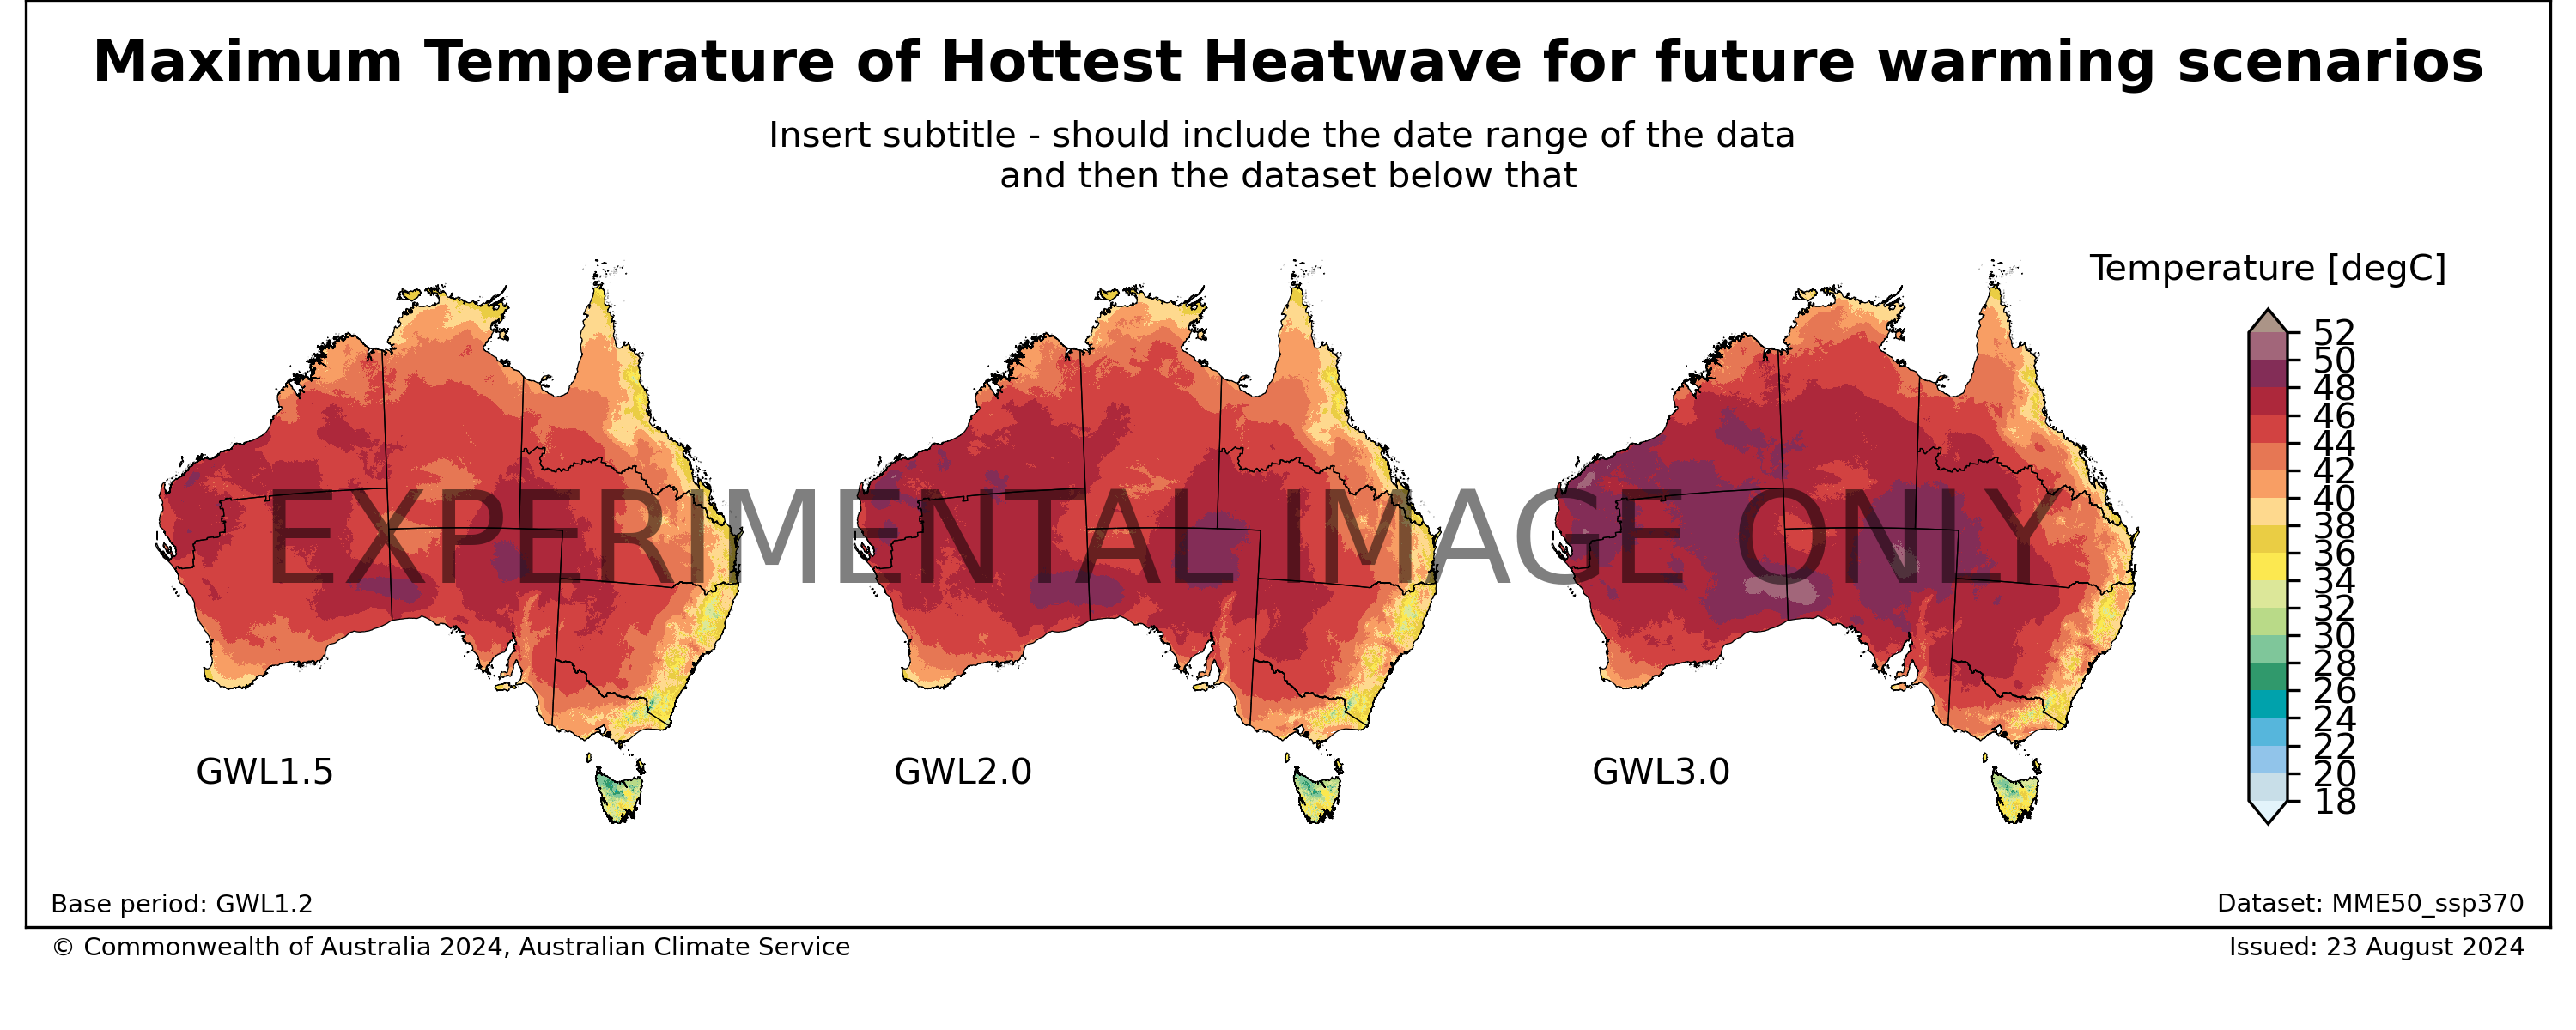 Maximum Temperature of Hottest Heatwave for future warming scenarios
Insert subtitle - should include the date range of the data
and then the dataset below that
Temperature [degC]
52
50
48
46
44
42
40
38
36
34
32
30
28
26
24
22
20
18
EXPERIMENTAL IMAGE ONLY
GWL1.5
GWL2.0
GWL3.0
Base period: GWL1.2
Dataset: MME50_ssp370
© Commonwealth of Australia 2024, Australian Climate Service
Issued: 23 August 2024